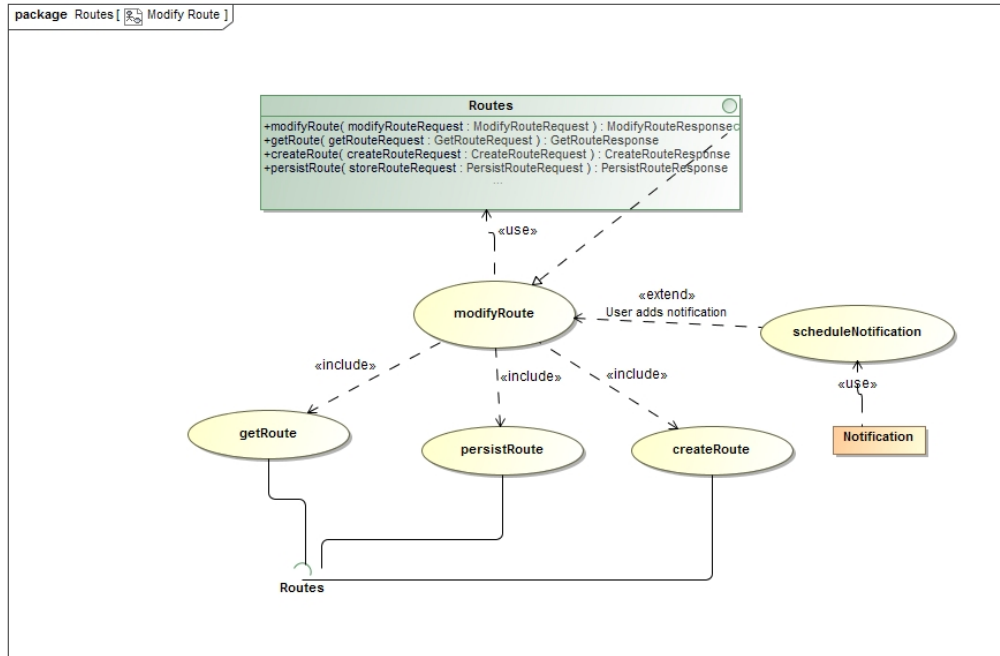 package Routes [ Modify Route ]
Routes
+modifyRoute( modifyRouteRequest : ModifyRouteRequest ) : ModifyRouteResponse
+getRoute( getRouteRequest : GetRouteRequest ) : GetRouteResponse
+createRoute( createRouteRequest : CreateRouteRequest ) : CreateRouteResponse
+persistRoute( storeRouteRequest : PersistRouteRequest ) : PersistRouteResponse
...
«use»
modifyRoute
«extend»
User adds notification
scheduleNotification
«include»
«include»
«include»
«use»
getRoute
persistRoute
createRoute
Notification
Routes